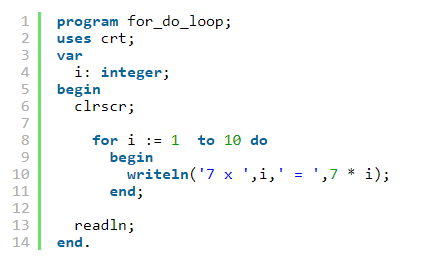 1 program for_do_loop;
2 uses crt;
3 var
4   i: integer;
5 begin
6   clrscr;
7
8     for i := 1  to 10 do
9       begin
10         writeln('7 x ',i,' = ',7 * i);
11       end;
12
13   readln;
14 end.